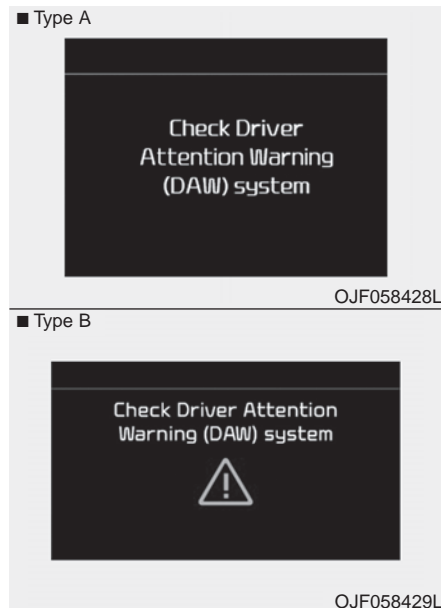 ■ Type A
Check Driver
Attention Warning
(DAW) system
OJF058428L
■ Type B
Check Driver Attention
Warning (DAW) system
OJF058429L